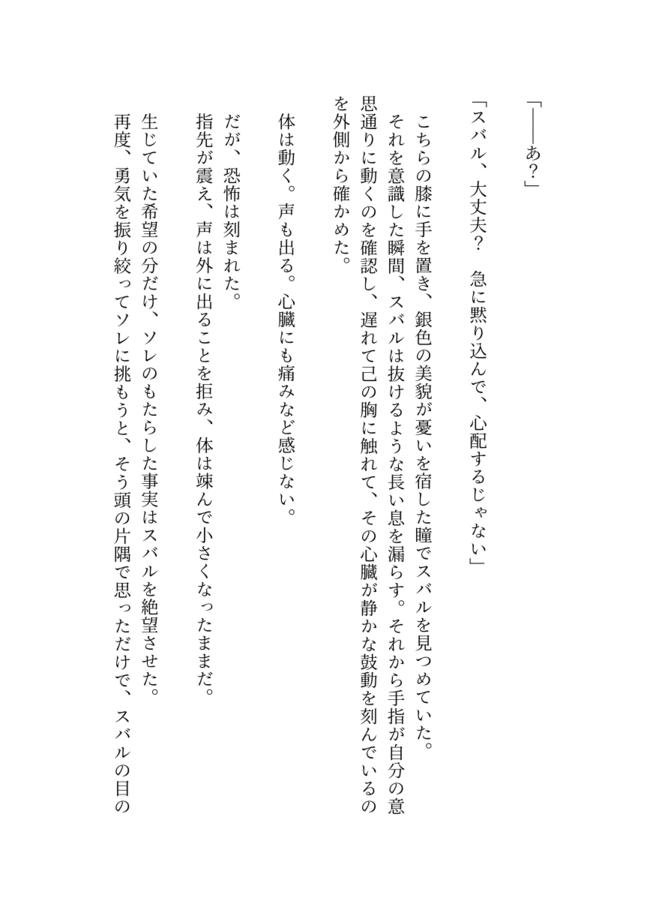 「――あ？」
「スバル、大丈夫？　急に黙り込んで、心配するじゃない」
　こちらの膝に手を置き、銀色の美貌が憂いを宿した瞳でスバルを見つめていた。
　それを意識した瞬間、スバルは抜けるような長い息を漏らす。それから手指が自分の意
思通りに動くのを確認し、遅れて己の胸に触れて、その心臓が静かな鼓動を刻んでいるの
を外側から確かめた。
　体は動く。声も出る。心臓にも痛みなど感じない。
　だが、恐怖は刻まれた。
　指先が震え、声は外に出ることを拒み、体は竦んで小さくなったままだ。
　生じていた希望の分だけ、ソレのもたらした事実はスバルを絶望させた。
　再度、勇気を振り絞ってソレに挑もうと、そう頭の片隅で思っただけで、スバルの目の